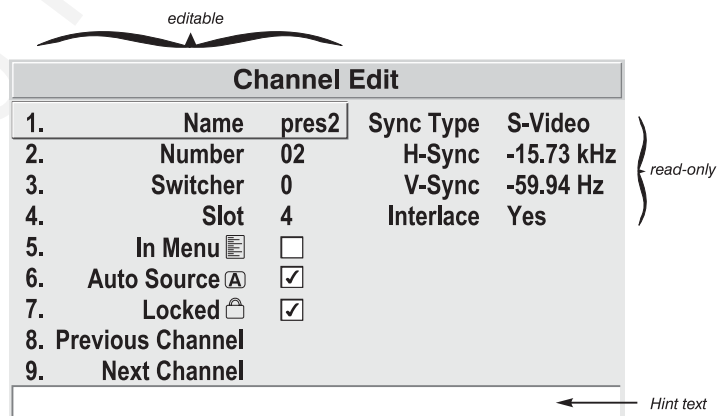 editable
Channel Edit
1. Name pres2 Sync Type S-Video
2. Number 02 H-Sync -15.73 kHz
3. Switcher 0 V-Sync -59.94 Hz
4. Slot 4 Interlace Yes
read-only
5. In Menu
6. Auto Source A
7. Locked
8. Previous Channel
9. Next Channel
Hint text